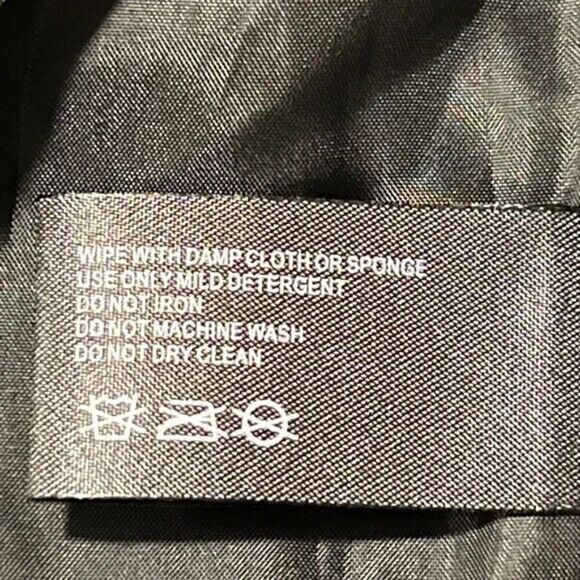 WIPE WITH DAMP CLOTH OR SPONGE
USE ONLY MILD DETERGENT
DO NOT IRON
DO NOT MACHINE WASH
DO NOT DRY CLEAN